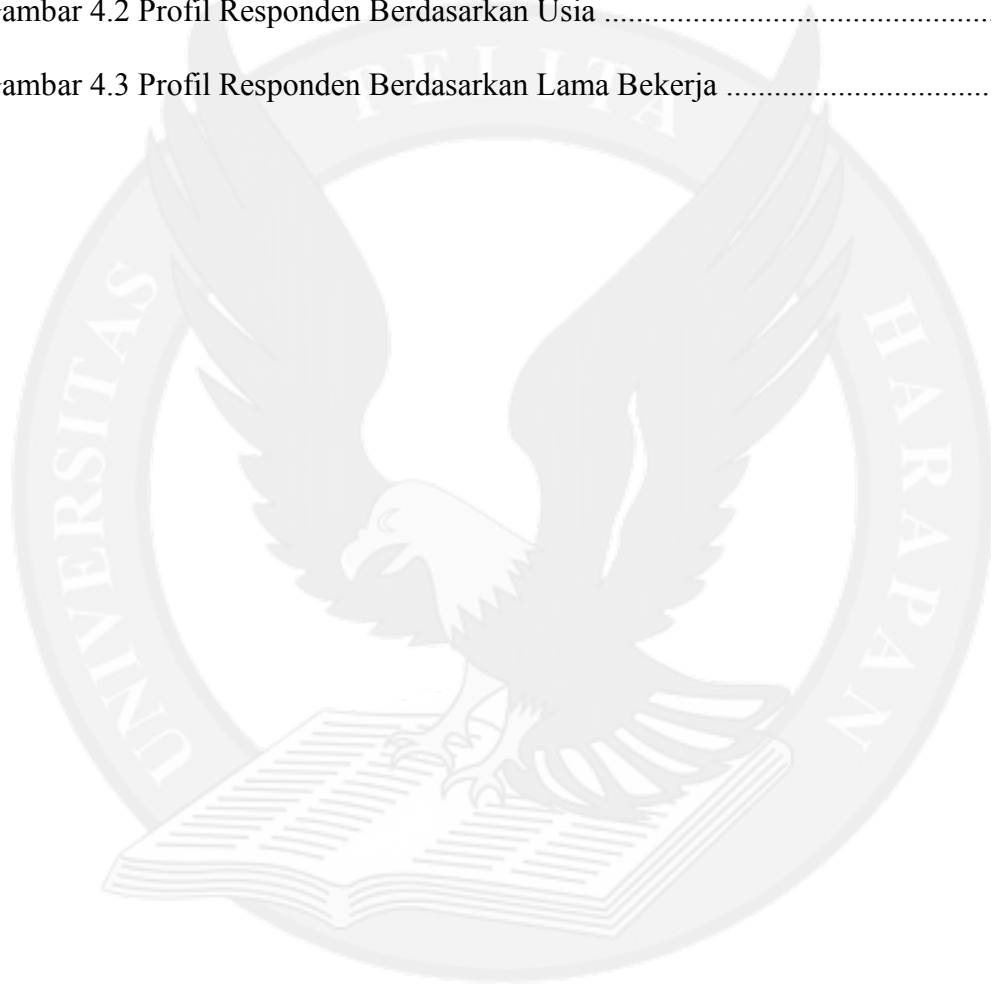 ambar 4.2 Profil Responden Berdasarkan Usia ................................................
ambar 4.3 Profil Responden Berdasarkan Lama Bekerja .................................
UNIVERSITAS PELITA HARAPAN